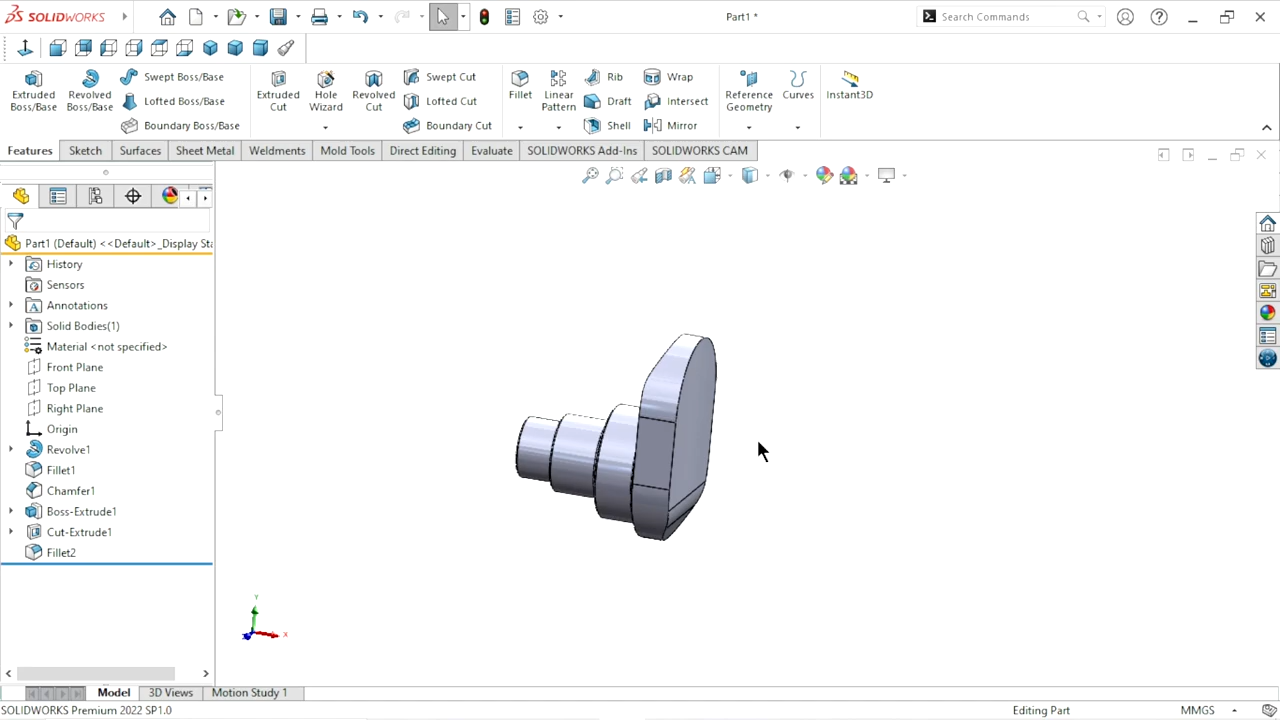 SOLIDWORKS
Part1 *
Search Commands
Extruded Boss/Base
Revolved Boss/Base
Swept Boss/Base
Lofted Boss/Base
Boundary Boss/Base
Extruded Cut
Hole Wizard
Revolved Cut
Swept Cut
Lofted Cut
Boundary Cut
Fillet
Linear Pattern
Rib
Draft
Shell
Wrap
Intersect
Mirror
Reference Geometry
Curves
Instant3D
Features Sketch Surfaces Sheet Metal Weldments Mold Tools Direct Editing Evaluate SOLIDWORKS Add-Ins SOLIDWORKS CAM
Part1 (Default) <<Default>_Display Sta
History
Sensors
Annotations
Solid Bodies(1)
Material <not specified>
Front Plane
Top Plane
Right Plane
Origin
Revolve1
Fillet1
Chamfer1
Boss-Extrude1
Cut-Extrude1
Fillet2
Y
X
Model 3D Views Motion Study 1
SOLIDWORKS Premium 2022 SP1.0
Editing Part
MMGS